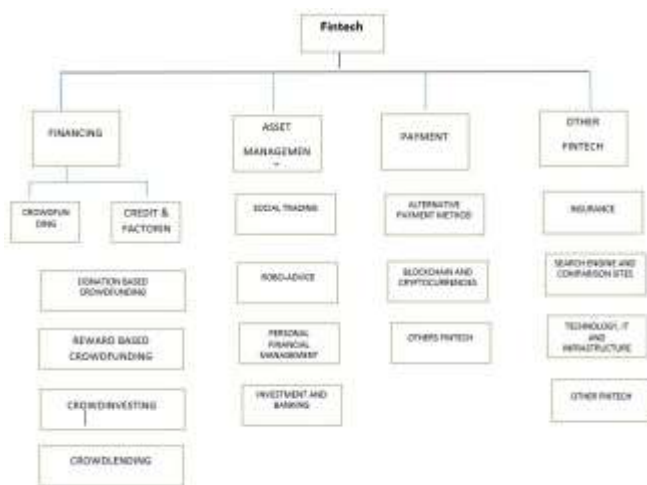 Fintech
FINANCING
ASSET
MANAGEMEN
PAYMENT
OTHER
FINTECH
CROWDFUN
DING
CREDIT &
FACTORIN
SOCIAL TRADING
ALTERNATIVE
PAYMENT METHOD
INSURANCE
DONATION BASED
CROWDFUNDING
ROBO-ADVICE
BLOCKCHAIN AND
CRYPTOCURRENCIES
SEARCH ENGINE AND
COMPARISON SITES
REWARD BASED
CROWDFUNDING
PERSONAL
FINANCIAL
MANAGEMENT
OTHERS FINTECH
TECHNOLOGY, IT
AND
INFRASTRUCTURE
CROWDINVESTING
INVESTMENT AND
BANKING
OTHER FINTECH
CROWDLENDING